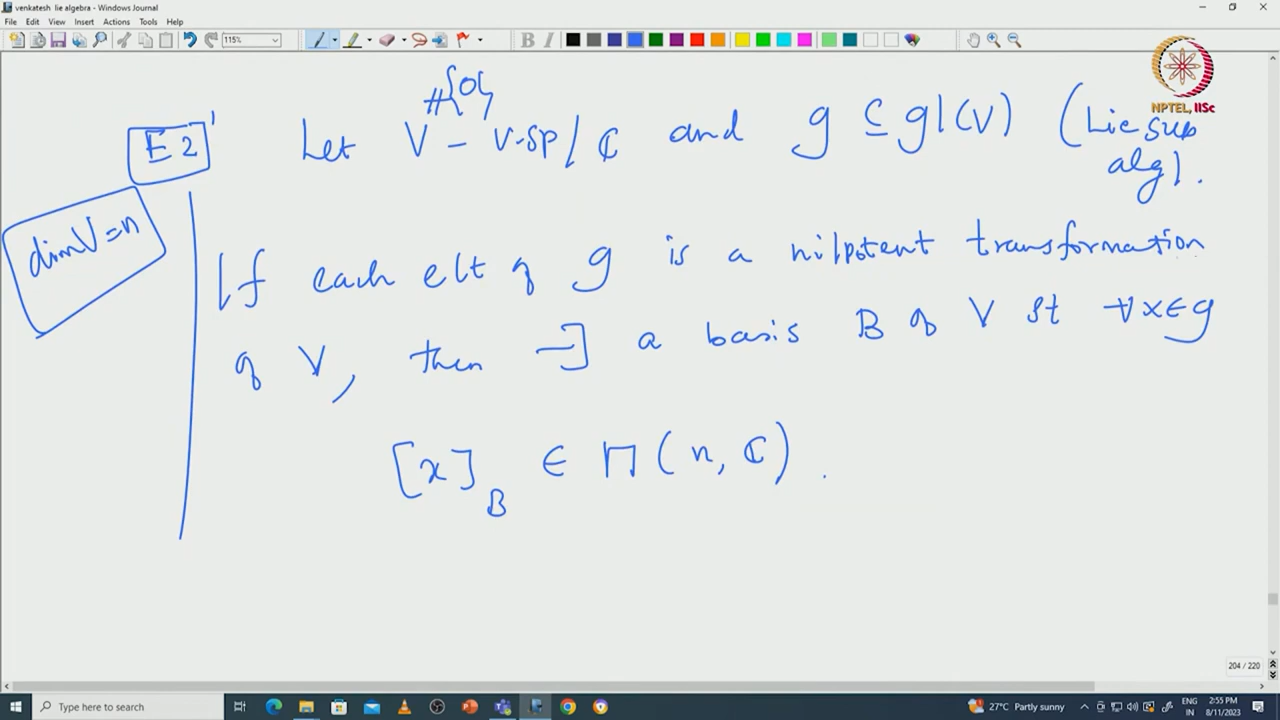 venkatesh lie algebra - Windows Journal
File Edit View Insert Actions Tools Help
115%
B I
NPTEL, IISc
≠{0}
E2' Let V - V-sp/ℂ and g ⊆ gl(V) (Lie sub
alg).
dimV=n
If each elt of g is a nilpotent transformation
of V, then ∃ a basis B of V st ∀x∈g
[x]_B ∈ n(n, ℂ).
204 / 220
Type here to search
27°C Partly sunny
ENG
IN
2:55 PM
8/11/2023